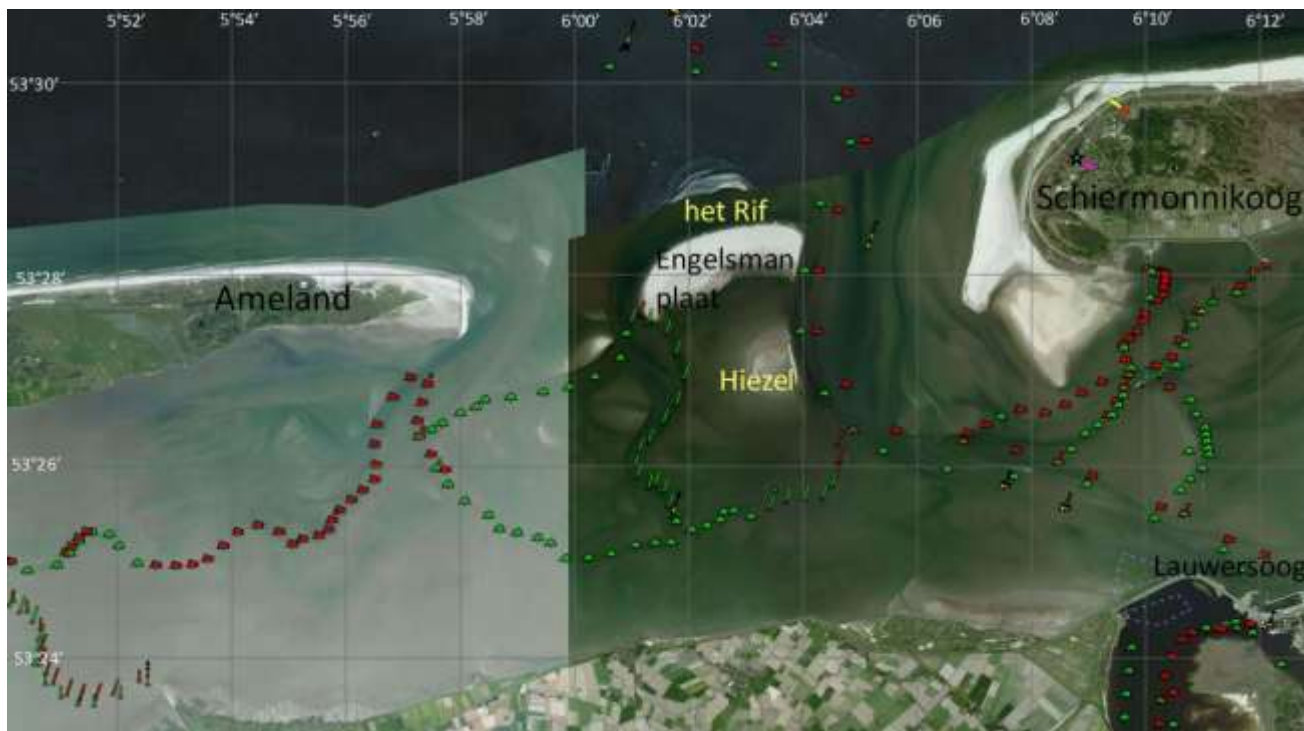 5°52' 5°54' 5°56' 5°58' 6°00' 6°02' 6°04' 6°06' 6°08' 6°10' 6°12'
53°30'
het Rif
Schiermonnikoog
53°28'
Engelsman
plaat
Ameland
Hiezel
53°26'
Lauwersoog
53°24'